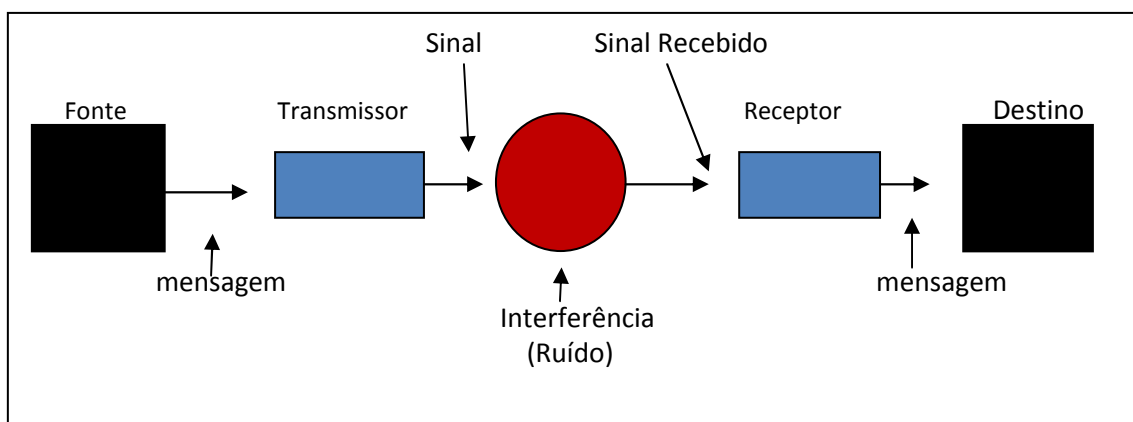 Sinal
Sinal Recebido
Fonte
Transmissor
Receptor
Destino
mensagem
mensagem
Interferência
(Ruído)